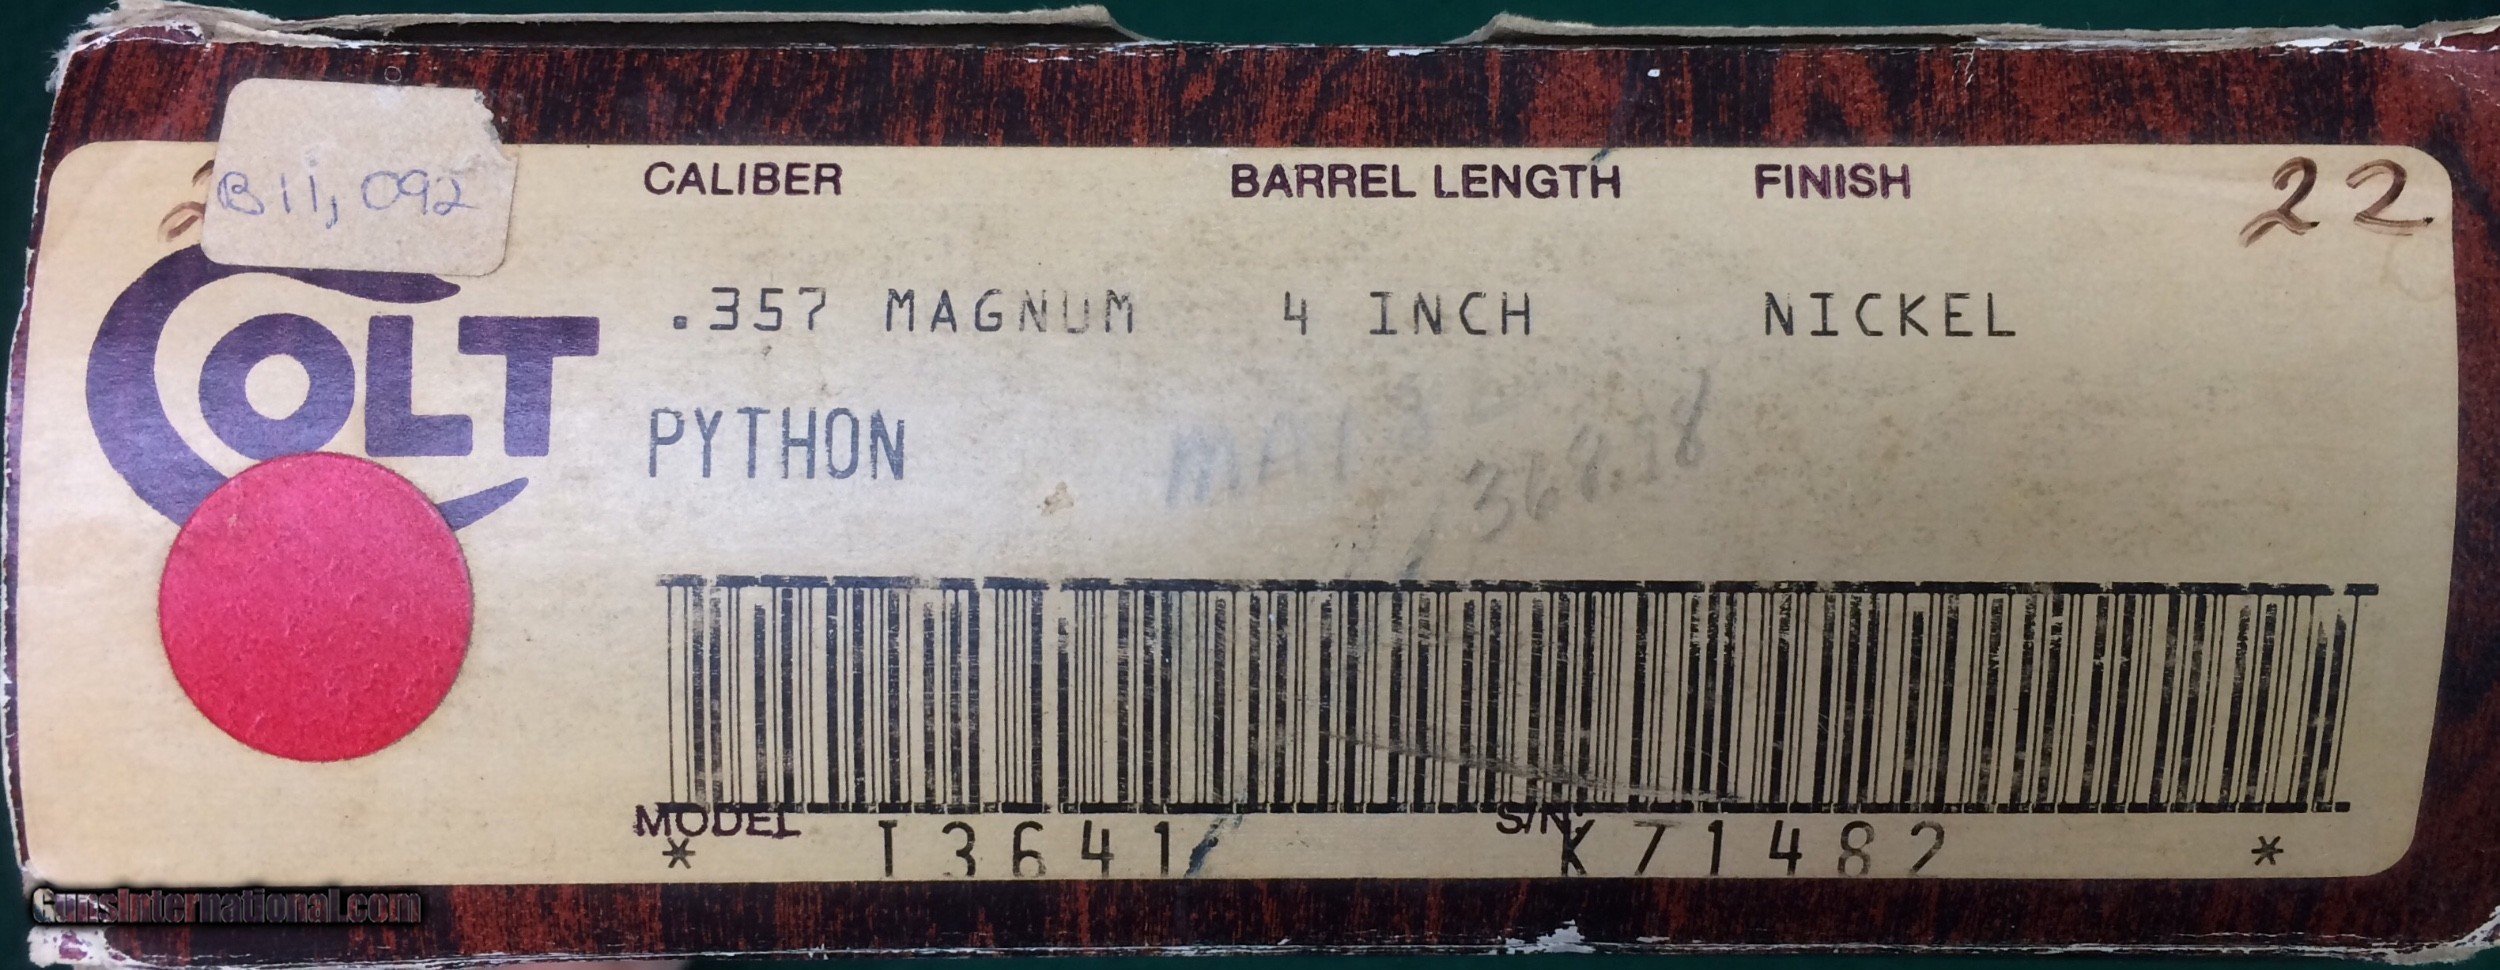 B11,092
CALIBER BARREL LENGTH FINISH 22
COLT
.357 MAGNUM 4 INCH NICKEL
PYTHON
MODEL S/N:
* I3641 K71482 *
GunsInternational.com